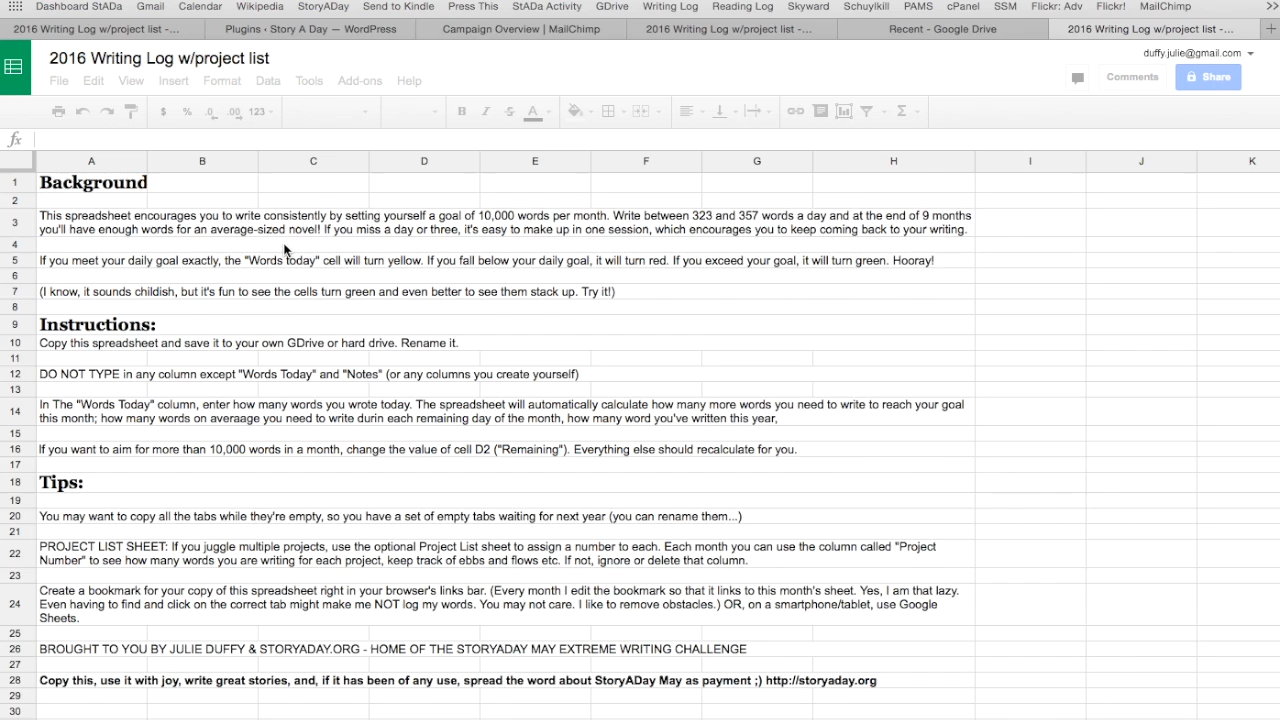 Dashboard StADa Gmail Calendar Wikipedia StoryADay Send to Kindle Press This StADa Activity GDrive Writing Log Reading Log Skyward Schuylkill PAMS cPanel SSM Flickr: Adv Flickr! MailChimp
2016 Writing Log w/project list -... Plugins ‹ Story A Day — WordPress Campaign Overview | MailChimp 2016 Writing Log w/project list -... Recent - Google Drive 2016 Writing Log w/project list -...
2016 Writing Log w/project list
duffy.julie@gmail.com
File Edit View Insert Format Data Tools Add-ons Help
Comments Share
$ % .0 .00 123 B I S A Σ
fx
A B C D E F G H I J K
1 Background
2
3 This spreadsheet encourages you to write consistently by setting yourself a goal of 10,000 words per month. Write between 323 and 357 words a day and at the end of 9 months
you'll have enough words for an average-sized novel! If you miss a day or three, it's easy to make up in one session, which encourages you to keep coming back to your writing.
4
5 If you meet your daily goal exactly, the "Words today" cell will turn yellow. If you fall below your daily goal, it will turn red. If you exceed your goal, it will turn green. Hooray!
6
7 (I know, it sounds childish, but it's fun to see the cells turn green and even better to see them stack up. Try it!)
8
9 Instructions:
10 Copy this spreadsheet and save it to your own GDrive or hard drive. Rename it.
11
12 DO NOT TYPE in any column except "Words Today" and "Notes" (or any columns you create yourself)
13
14 In The "Words Today" column, enter how many words you wrote today. The spreadsheet will automatically calculate how many more words you need to write to reach your goal
this month; how many words on average you need to write durin each remaining day of the month, how many word you've written this year,
15
16 If you want to aim for more than 10,000 words in a month, change the value of cell D2 ("Remaining"). Everything else should recalculate for you.
17
18 Tips:
19
20 You may want to copy all the tabs while they're empty, so you have a set of empty tabs waiting for next year (you can rename them...)
21
22 PROJECT LIST SHEET: If you juggle multiple projects, use the optional Project List sheet to assign a number to each. Each month you can use the column called "Project
Number" to see how many words you are writing for each project, keep track of ebbs and flows etc. If not, ignore or delete that column.
23
24 Create a bookmark for your copy of this spreadsheet right in your browser's links bar. (Every month I edit the bookmark so that it links to this month's sheet. Yes, I am that lazy.
Even having to find and click on the correct tab might make me NOT log my words. You may not care. I like to remove obstacles.) OR, on a smartphone/tablet, use Google
Sheets.
25
26 BROUGHT TO YOU BY JULIE DUFFY & STORYADAY.ORG - HOME OF THE STORYADAY MAY EXTREME WRITING CHALLENGE
27
28 Copy this, use it with joy, write great stories, and, if it has been of any use, spread the word about StoryADay May as payment ;) http://storyaday.org
29
30